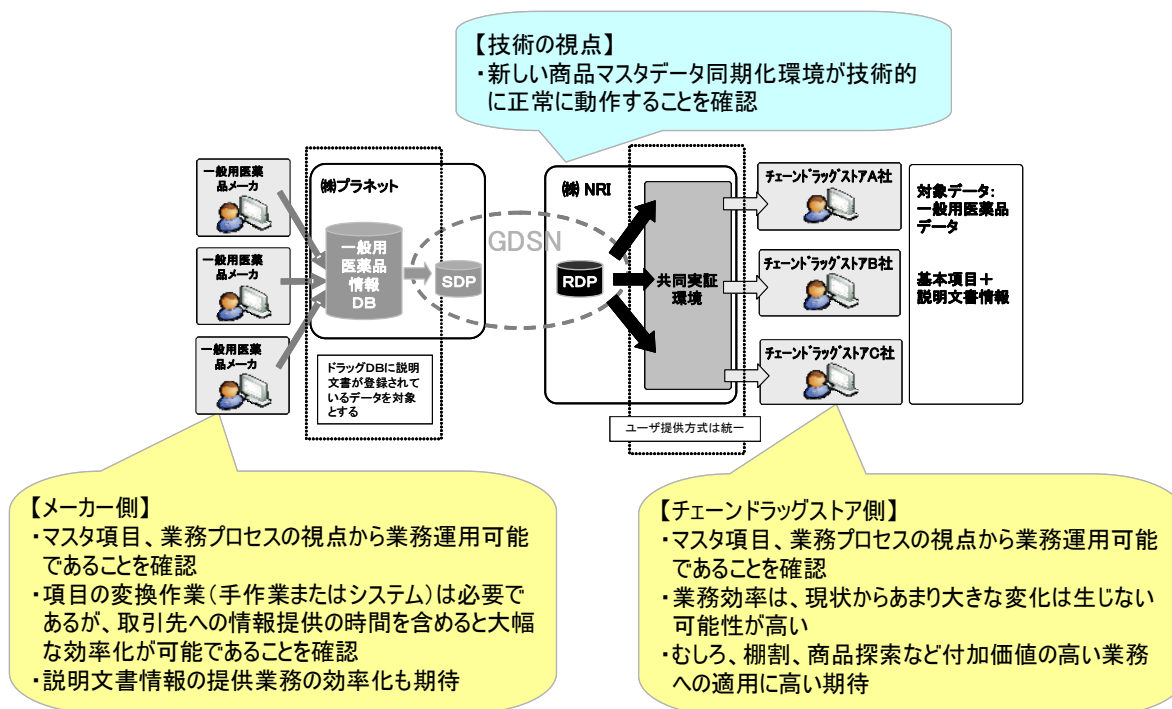 【技術の視点】
・新しい商品マスタデータ同期化環境が技術的
に正常に動作することを確認
一般用医薬
品メーカ
一般用医薬
品メーカ
一般用医薬
品メーカ
㈱プラネット
一般用
医薬品
情報
DB
SDP
GDSN
ドラッグDBに説明
文書が登録されて
いるデータを対象
とする
㈱ NRI
RDP
共同実証
環境
ユーザ提供方式は統一
チェーンドラッグストアA社
チェーンドラッグストアB社
チェーンドラッグストアC社
対象データ:
一般用医薬品
データ
基本項目+
説明文書情報
【メーカー側】
・マスタ項目、業務プロセスの視点から業務運用可能
であることを確認
・項目の変換作業(手作業またはシステム)は必要で
あるが、取引先への情報提供の時間を含めると大幅
な効率化が可能であることを確認
・説明文書情報の提供業務の効率化も期待
【チェーンドラッグストア側】
・マスタ項目、業務プロセスの視点から業務運用可能
であることを確認
・業務効率は、現状からあまり大きな変化は生じない
可能性が高い
・むしろ、棚割、商品探索など付加価値の高い業務
への適用に高い期待